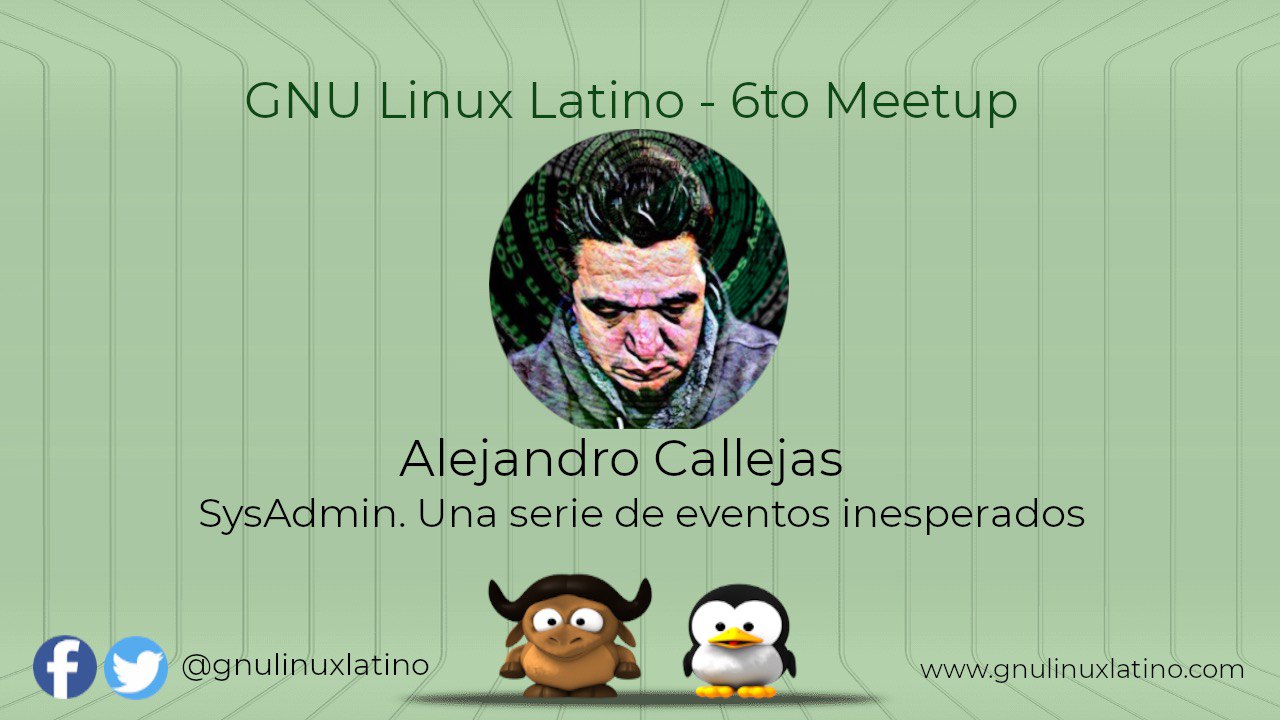 GNU Linux Latino - 6to Meetup
Alejandro Callejas
SysAdmin. Una serie de eventos inesperados
@gnulinuxlatino
www.gnulinuxlatino.com